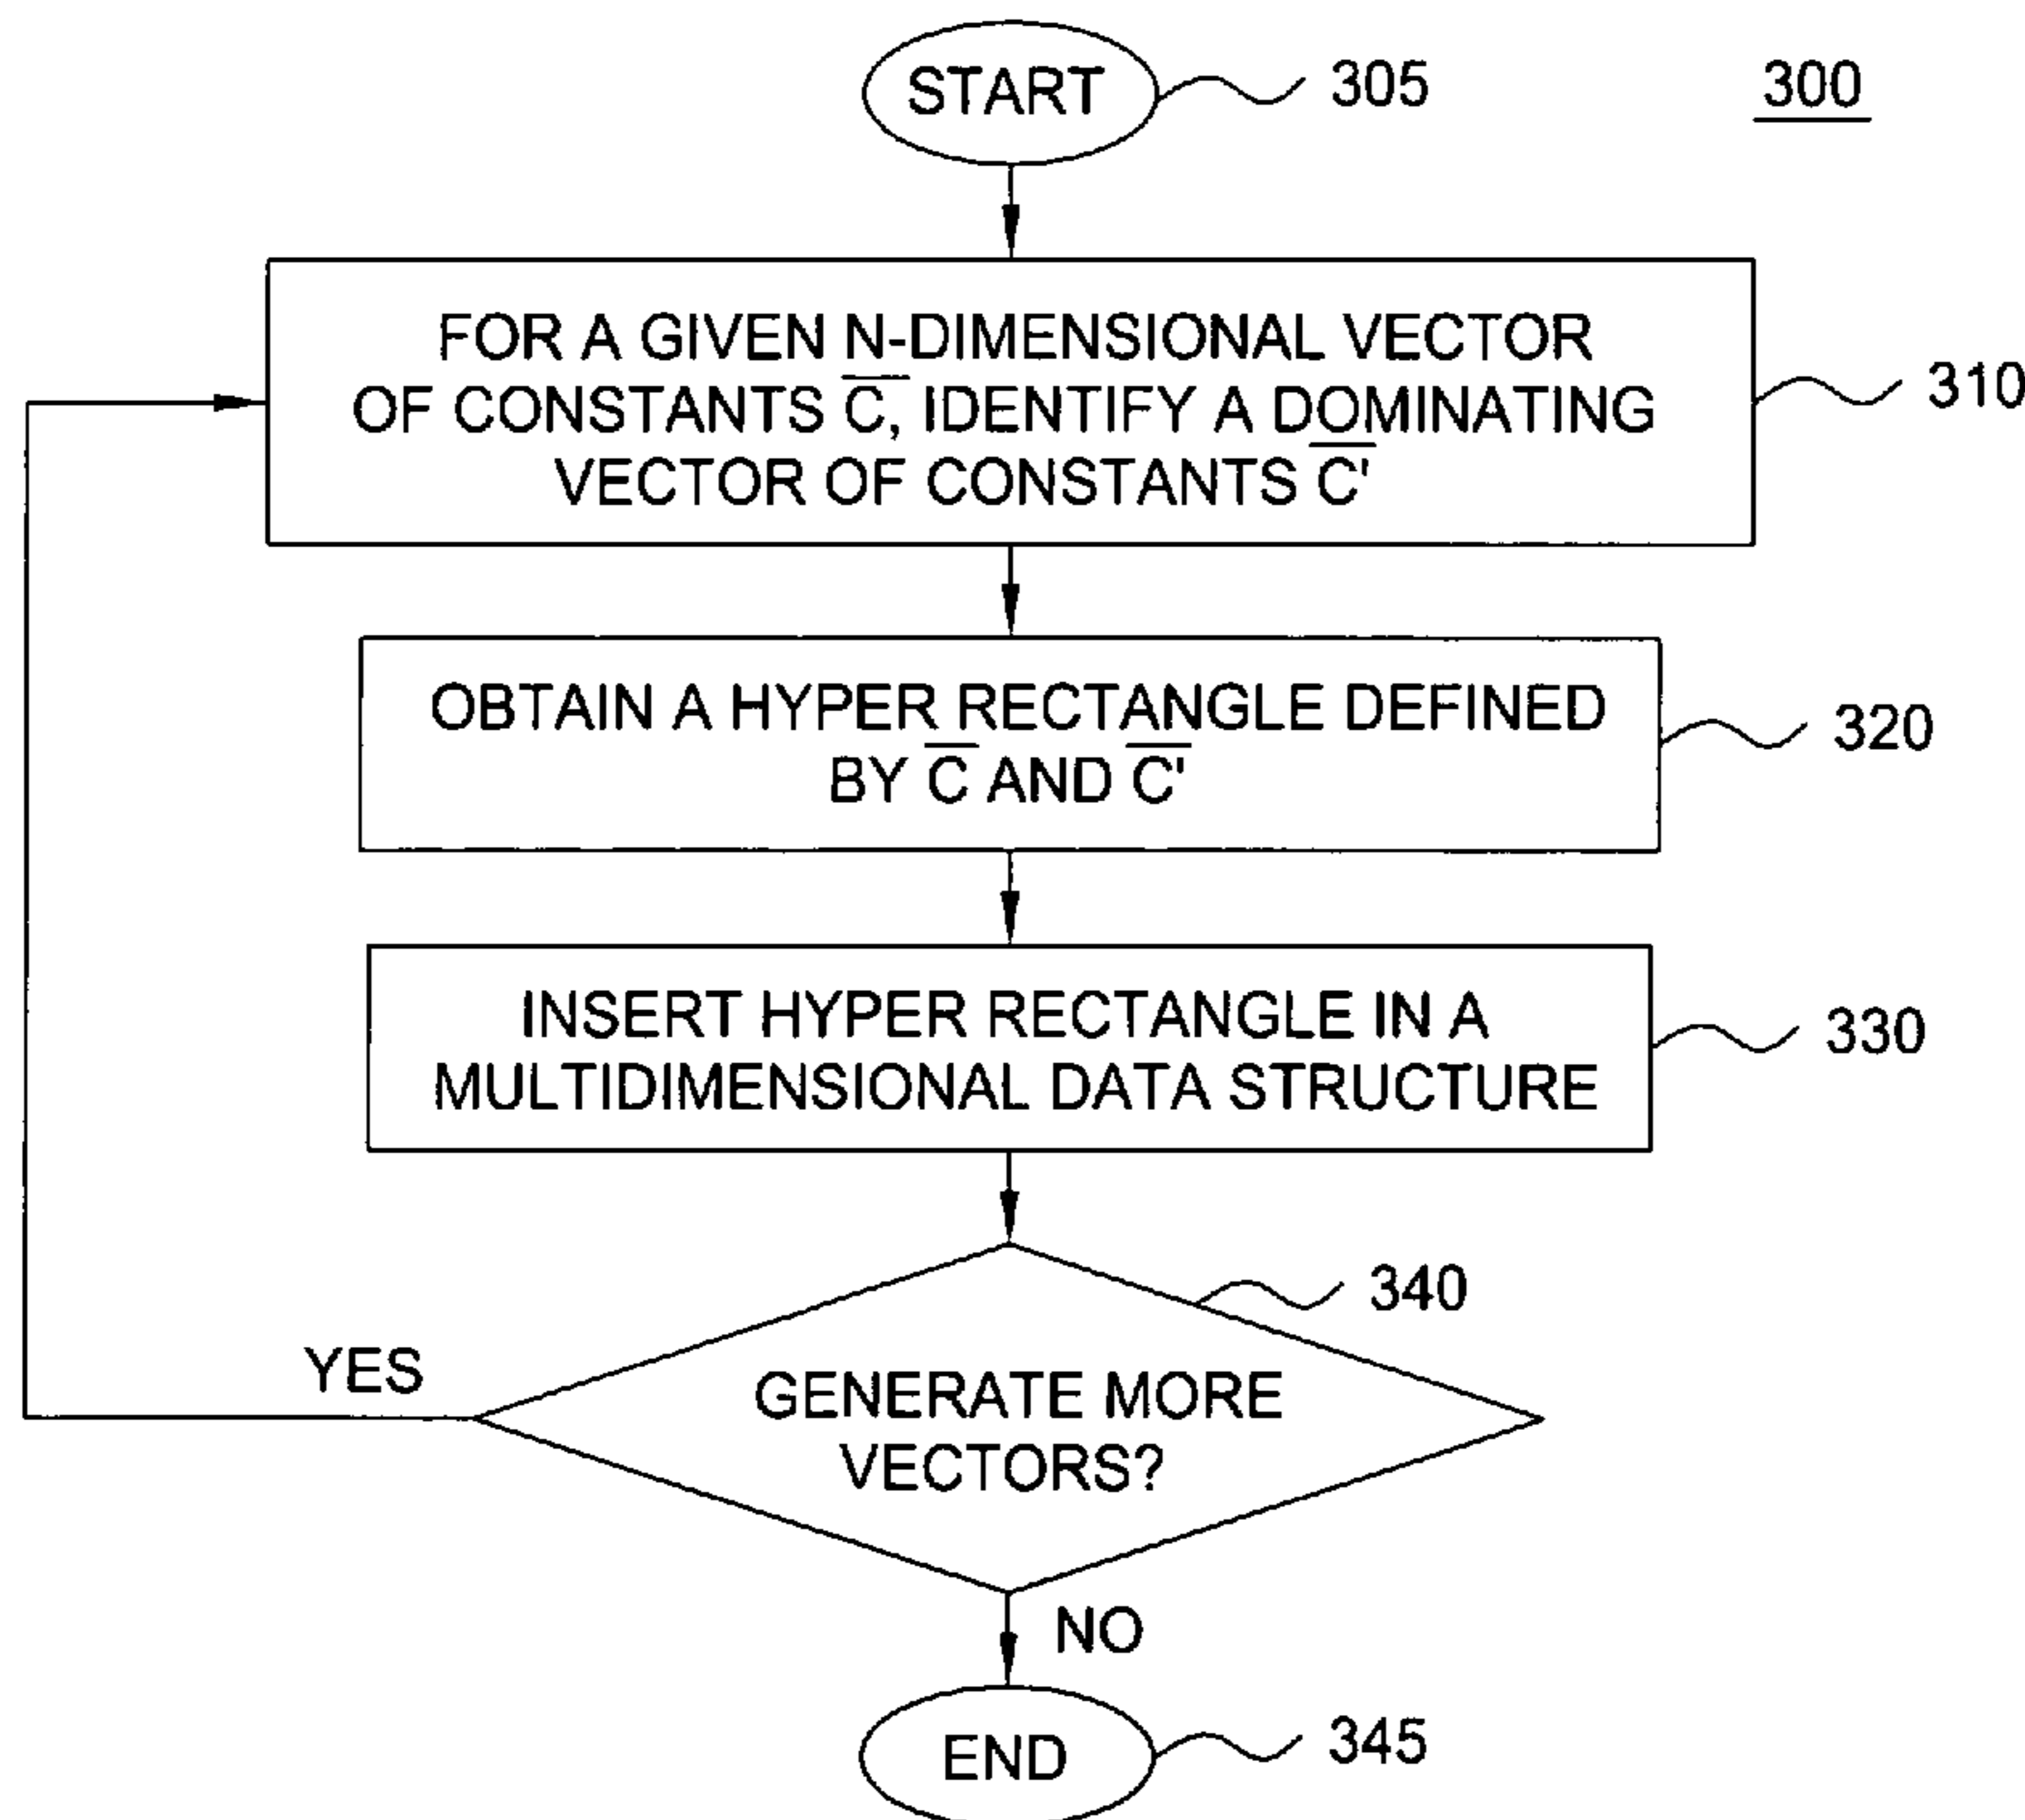 START
305
300
FOR A GIVEN N-DIMENSIONAL VECTOR
OF CONSTANTS C̅, IDENTIFY A DOMINATING
VECTOR OF CONSTANTS C̅'
310
OBTAIN A HYPER RECTANGLE DEFINED
BY C̅ AND C̅'
320
INSERT HYPER RECTANGLE IN A
MULTIDIMENSIONAL DATA STRUCTURE
330
340
YES
GENERATE MORE
VECTORS?
NO
END
345